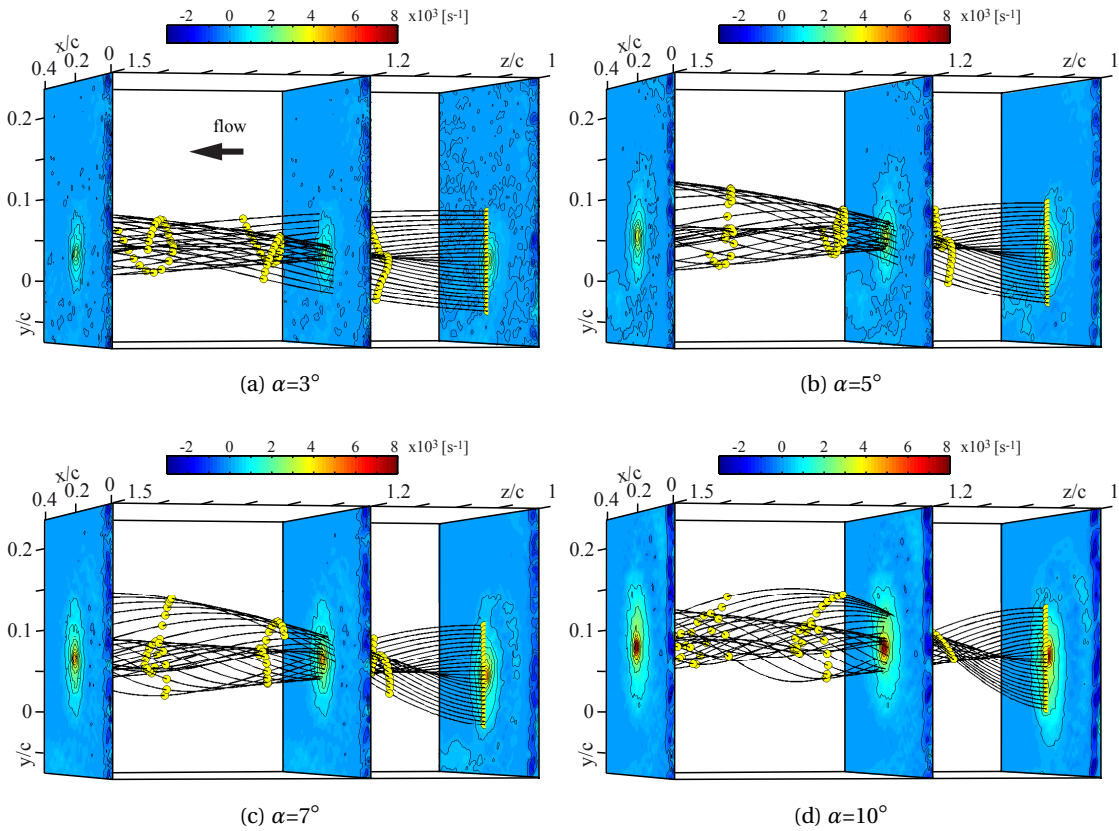 -2 0 2 4 6 8 x10³ [s⁻¹]
x/c
0.4 0.2 0 1.5 1.2 z/c 1
0.2
0.1
0
y/c
flow
(a) α=3°
-2 0 2 4 6 8 x10³ [s⁻¹]
x/c
0.4 0.2 0 1.5 1.2 z/c 1
0.2
0.1
0
y/c
(b) α=5°
-2 0 2 4 6 8 x10³ [s⁻¹]
x/c
0.4 0.2 0 1.5 1.2 z/c 1
0.2
0.1
0
y/c
(c) α=7°
-2 0 2 4 6 8 x10³ [s⁻¹]
x/c
0.4 0.2 0 1.5 1.2 z/c 1
0.2
0.1
0
y/c
(d) α=10°